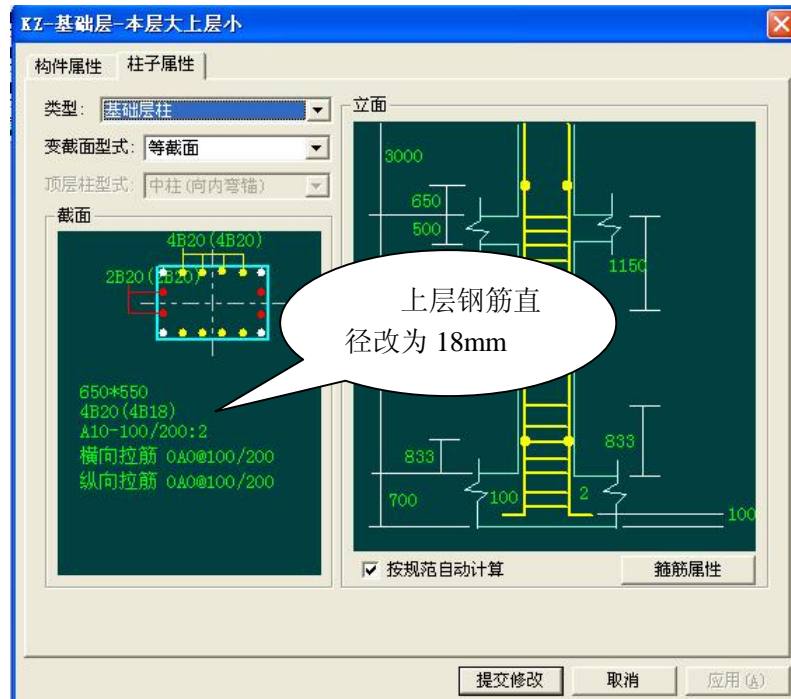 KZ-基础层-本层大上层小
构件属性 柱子属性
类型: 基础层柱
变截面型式: 等截面
顶层柱型式: 中柱(向内弯锚)
截面
4B20(4B20)
2B20(2B20)
650*550
4B20(4B18)
A10-100/200:2
横向拉筋 0A0@100/200
纵向拉筋 0A0@100/200
上层钢筋直
径改为 18mm
立面
3000
650
500
1150
833
833
700
100
2
100
按规范自动计算
箍筋属性
提交修改 取消 应用(A)